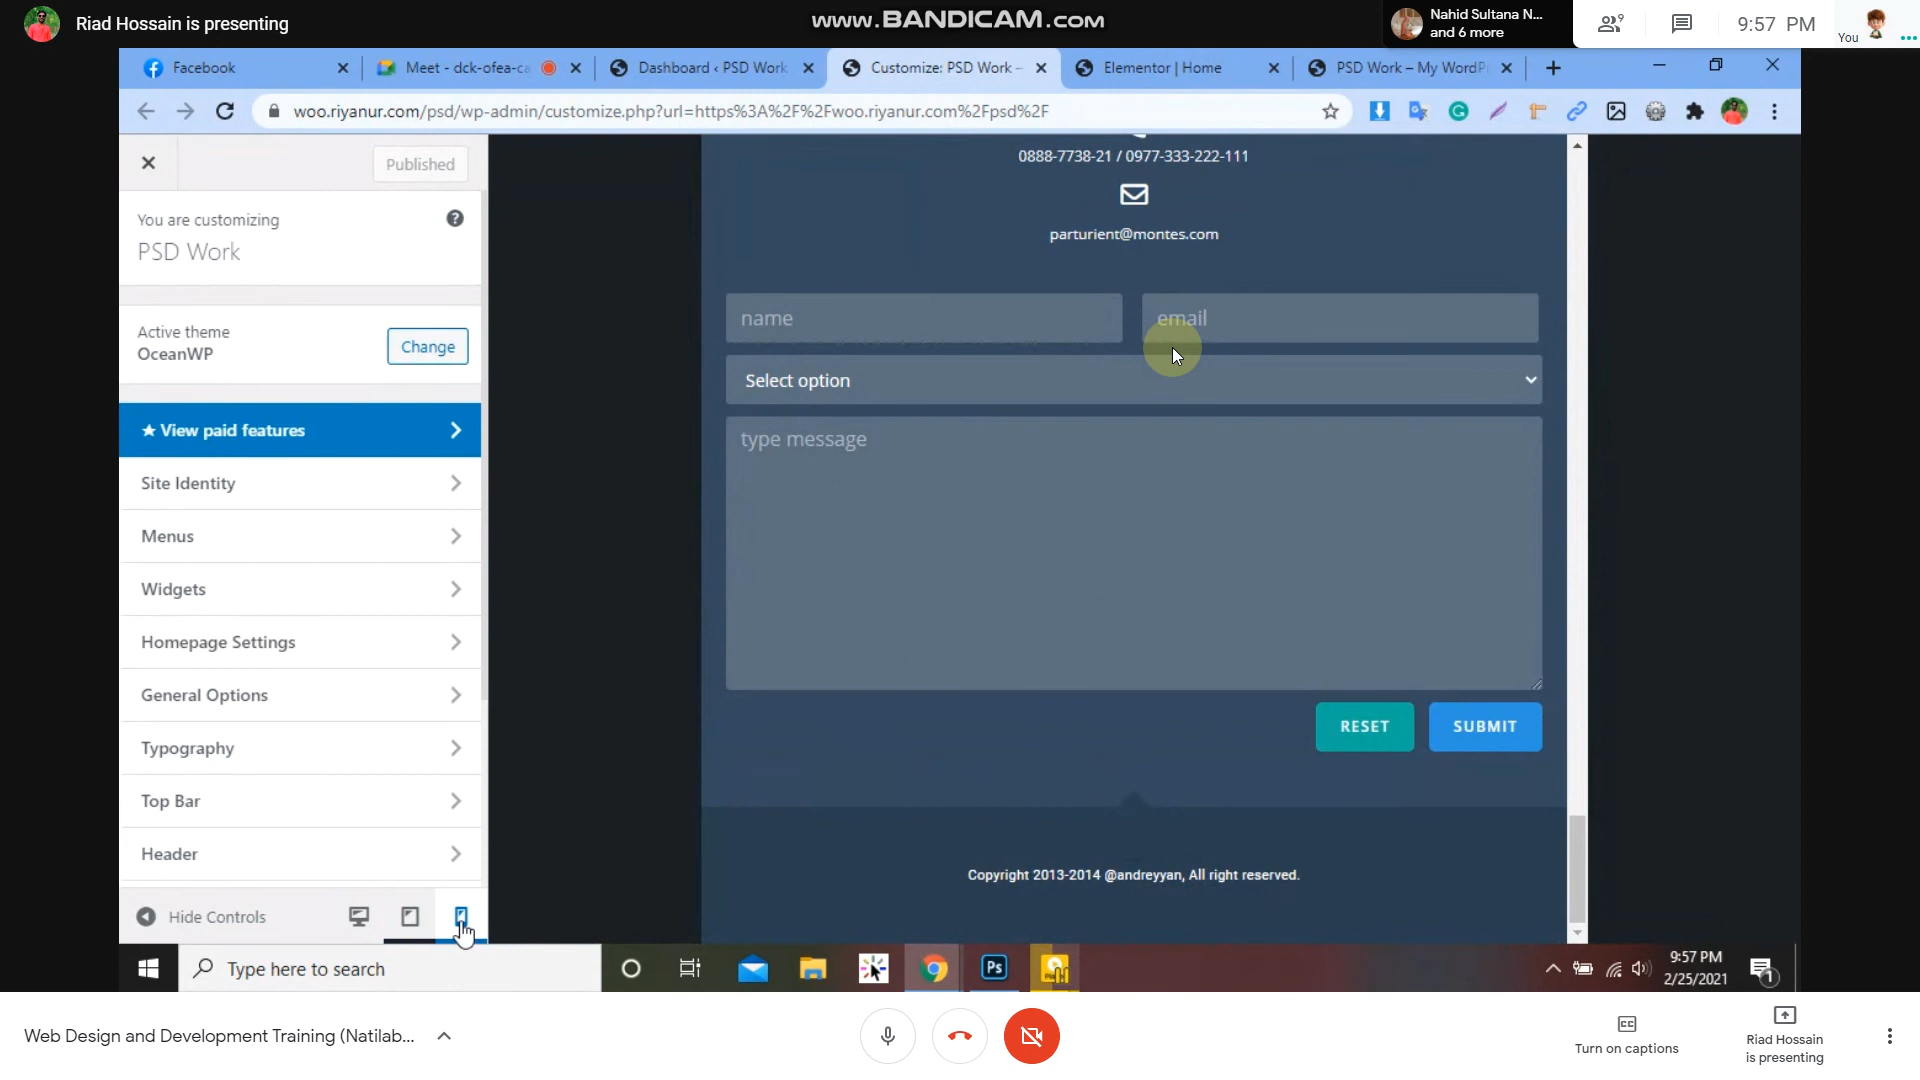 Riad Hossain is presenting
www.BANDICAM.com
Nahid Sultana N...
and 6 more
9
9:57 PM
You
Facebook
Meet - dck-ofea-ca
Dashboard ‹ PSD Work
Customize: PSD Work –
Elementor | Home
PSD Work – My WordPr
woo.riyanur.com/psd/wp-admin/customize.php?url=https%3A%2F%2Fwoo.riyanur.com%2Fpsd%2F
Published
You are customizing
PSD Work
Active theme
OceanWP
Change
★ View paid features
Site Identity
Menus
Widgets
Homepage Settings
General Options
Typography
Top Bar
Header
Hide Controls
0888-7738-21 / 0977-333-222-111
parturient@montes.com
name
email
Select option
type message
RESET
SUBMIT
Copyright 2013-2014 @andreyyan, All right reserved.
Type here to search
Ps
9:57 PM
2/25/2021
1
Web Design and Development Training (Natilab...
Turn on captions
Riad Hossain
is presenting